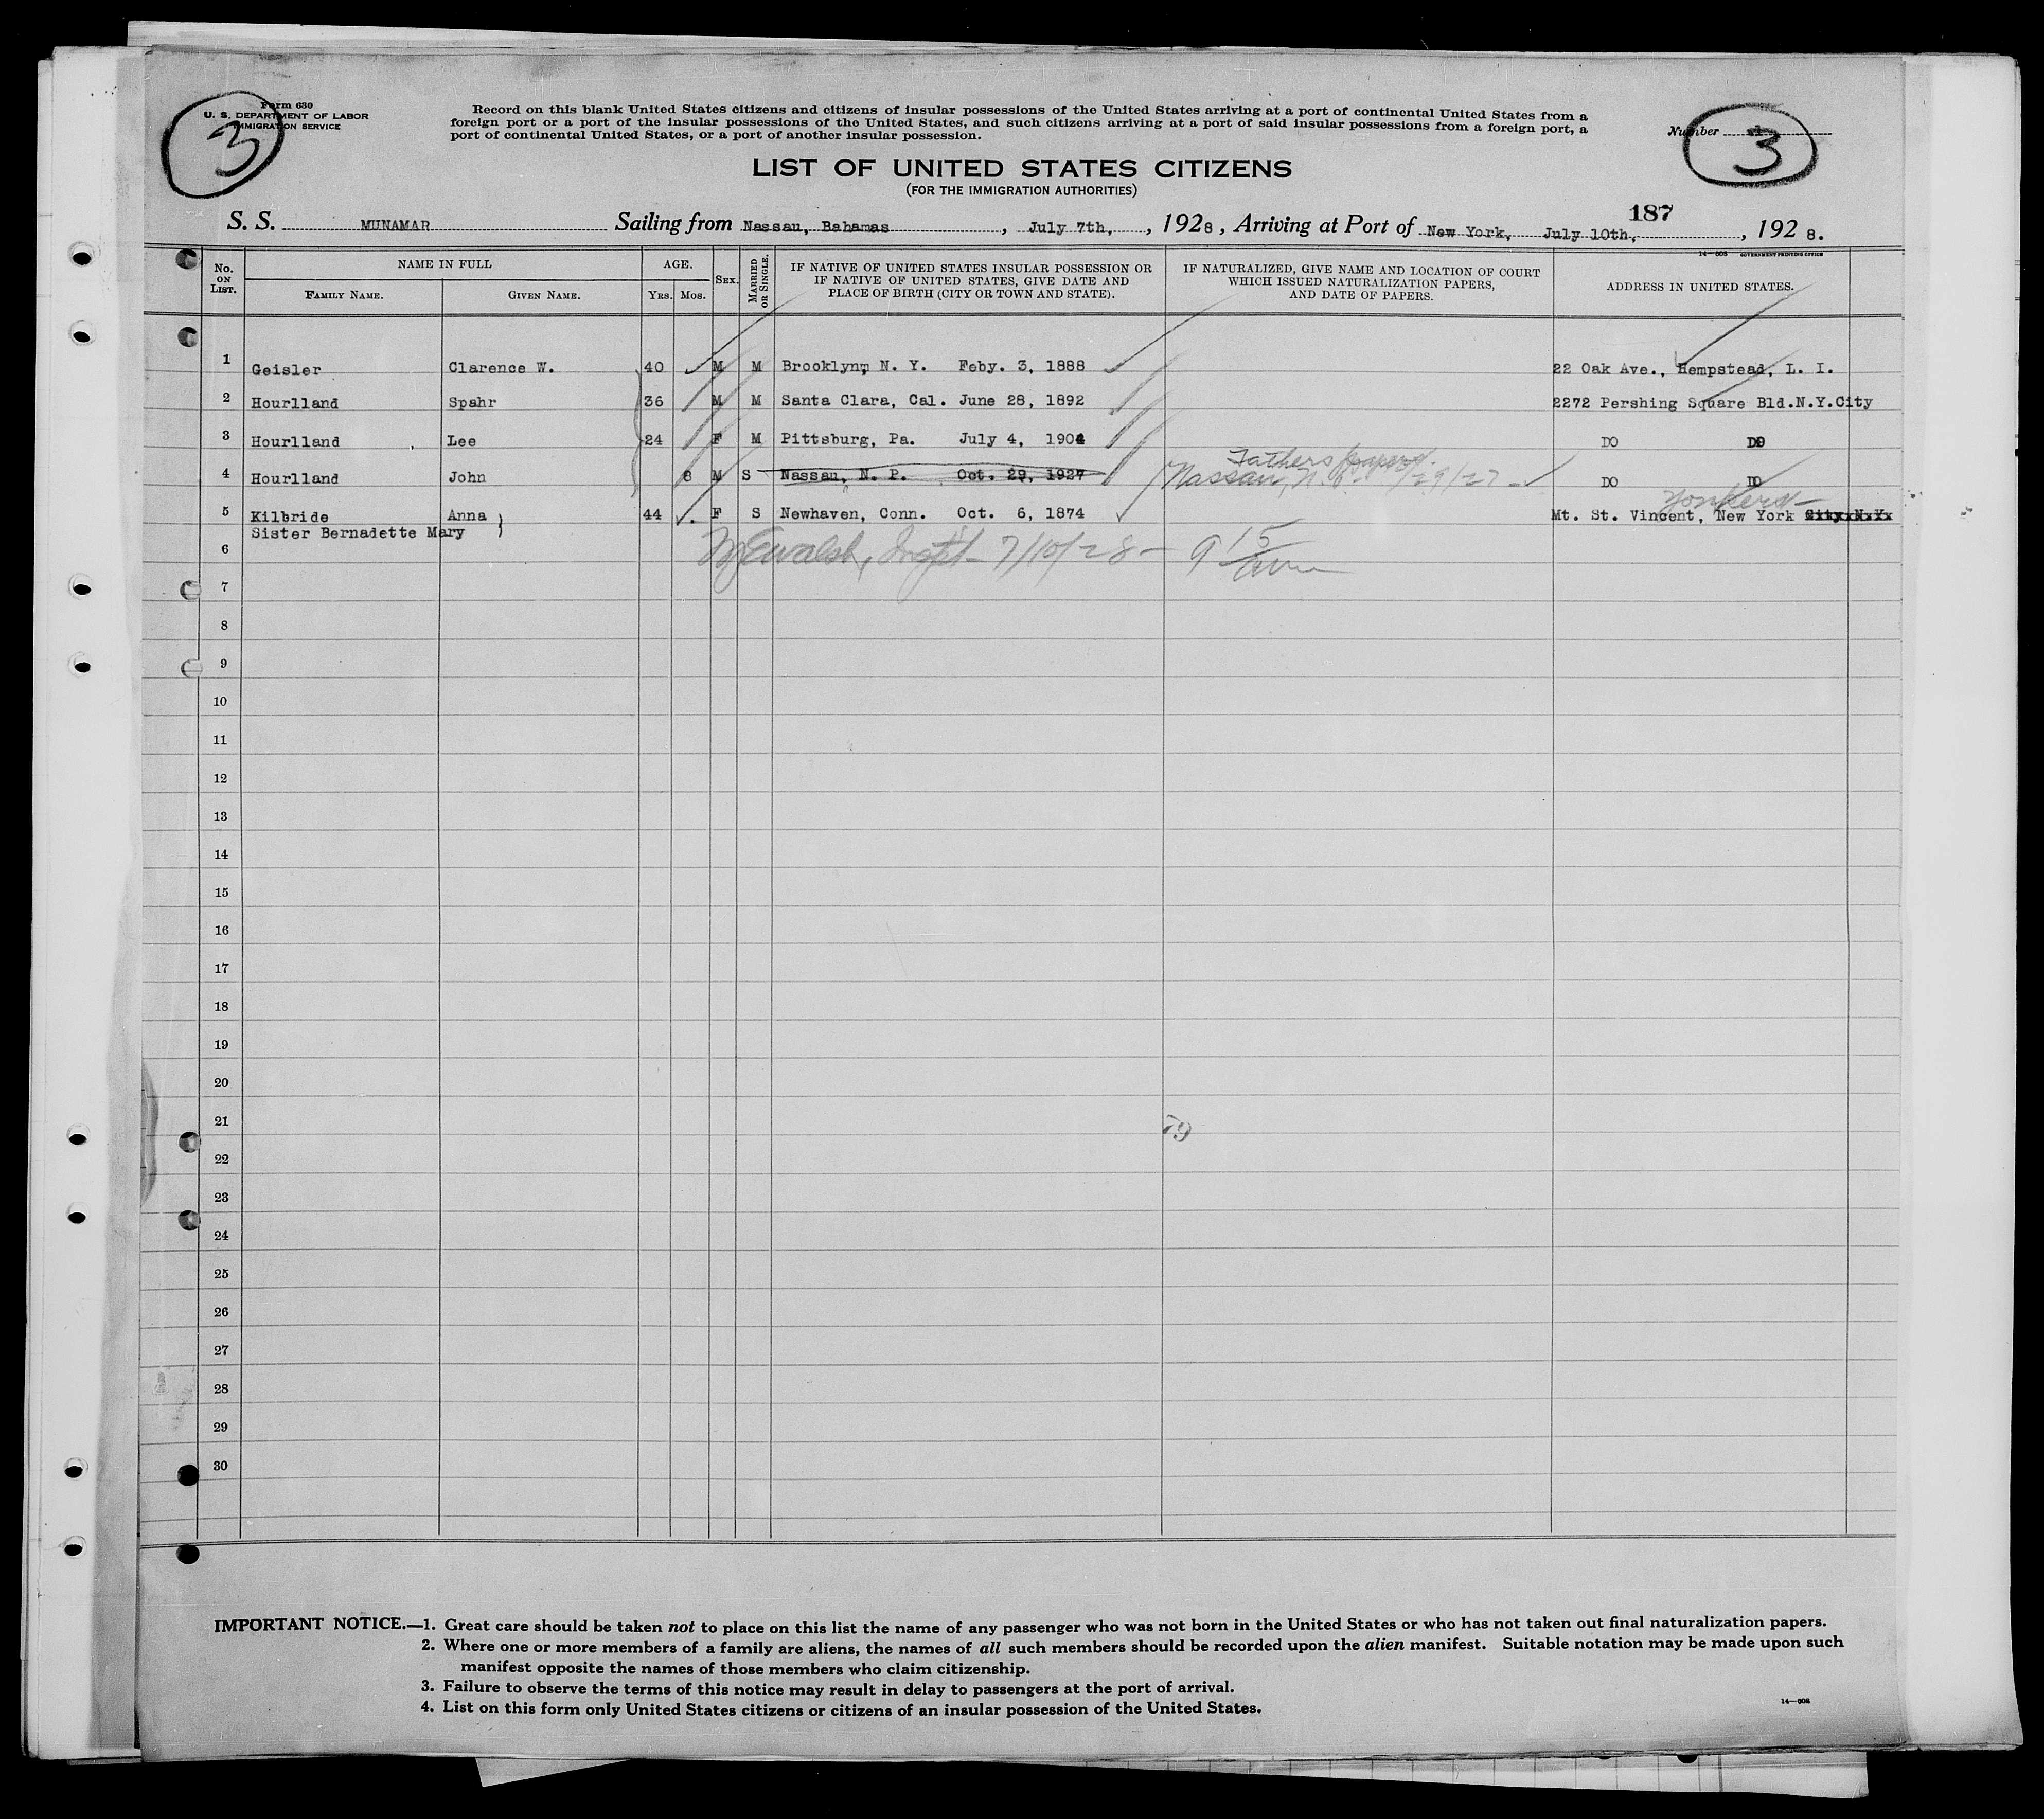 Form 630
U. S. DEPARTMENT OF LABOR
IMMIGRATION SERVICE
3
Record on this blank United States citizens and citizens of insular possessions of the United States arriving at a port of continental United States from a
foreign port or a port of the insular possessions of the United States, and such citizens arriving at a port of said insular possessions from a foreign port, a
port of continental United States, or a port of another insular possession.
Number
3
LIST OF UNITED STATES CITIZENS
(FOR THE IMMIGRATION AUTHORITIES)
187
S. S. MUNAMAR Sailing from Nassau, Bahamas , July 7th, , 1928, Arriving at Port of New York, July 10th, , 1928.
14—608 GOVERNMENT PRINTING OFFICE
No. ON LIST. NAME IN FULL AGE. SEX. MARRIED OR SINGLE. IF NATIVE OF UNITED STATES INSULAR POSSESSION OR IF NATIVE OF UNITED STATES, GIVE DATE AND PLACE OF BIRTH (CITY OR TOWN AND STATE). IF NATURALIZED, GIVE NAME AND LOCATION OF COURT WHICH ISSUED NATURALIZATION PAPERS, AND DATE OF PAPERS. ADDRESS IN UNITED STATES.
FAMILY NAME. GIVEN NAME. YRS. MOS.
1 Geisler Clarence W. 40 M M Brooklyn, N. Y. Feby. 3, 1888 22 Oak Ave., Hempstead, L. I.
2 Hourlland Spahr 36 M M Santa Clara, Cal. June 28, 1892 2272 Pershing Square Bld.N.Y.City
3 Hourlland Lee 24 F M Pittsburg, Pa. July 4, 1904 DO DO
Fathers papers
4 Hourlland John 8 M S Nassau, N. P. Oct. 29, 1927 Nassau, N. P. 29/27 DO DO
Yonkers
5 Kilbride Anna 44 F S Newhaven, Conn. Oct. 6, 1874 Mt. St. Vincent, New York City N.Y.
Sister Bernadette Mary
6 7/10/28 — 9 15
7
8
9
10
11
12
13
14
15
16
17
18
19
20
21
79
22
23
24
25
26
27
28
29
30
IMPORTANT NOTICE.—1. Great care should be taken not to place on this list the name of any passenger who was not born in the United States or who has not taken out final naturalization papers.
2. Where one or more members of a family are aliens, the names of all such members should be recorded upon the alien manifest. Suitable notation may be made upon such
manifest opposite the names of those members who claim citizenship.
3. Failure to observe the terms of this notice may result in delay to passengers at the port of arrival.
4. List on this form only United States citizens or citizens of an insular possession of the United States.
14—608